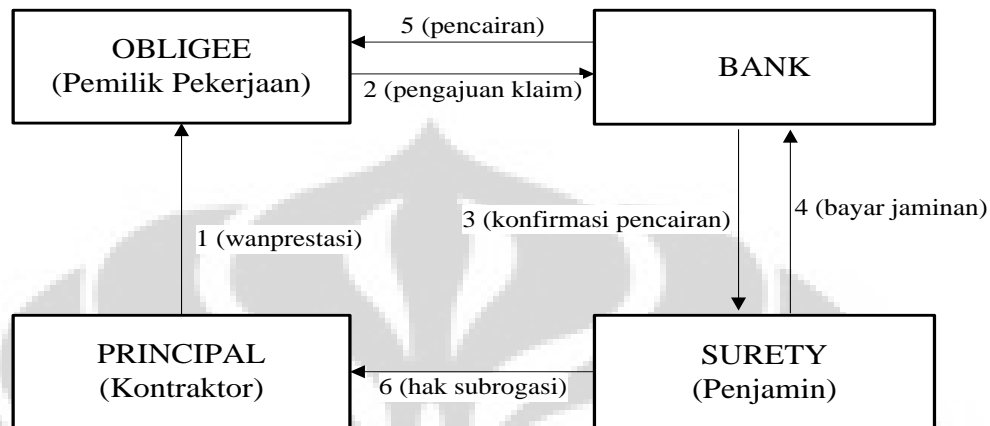 5 (pencairan)
OBLIGEE
(Pemilik Pekerjaan)
BANK
2 (pengajuan klaim)
3 (konfirmasi pencairan)
4 (bayar jaminan)
1 (wanprestasi)
PRINCIPAL
(Kontraktor)
SURETY
(Penjamin)
6 (hak subrogasi)